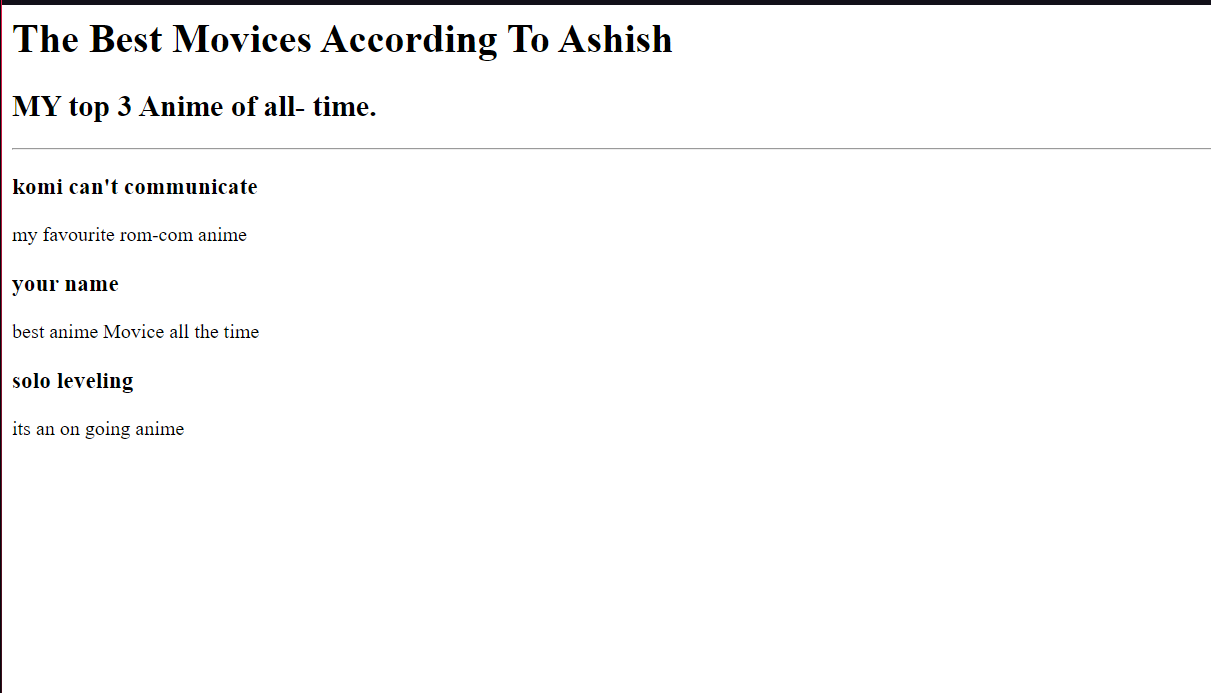 The Best Movices According To Ashish
MY top 3 Anime of all- time.
komi can't communicate
my favourite rom-com anime
your name
best anime Movice all the time
solo leveling
its an on going anime